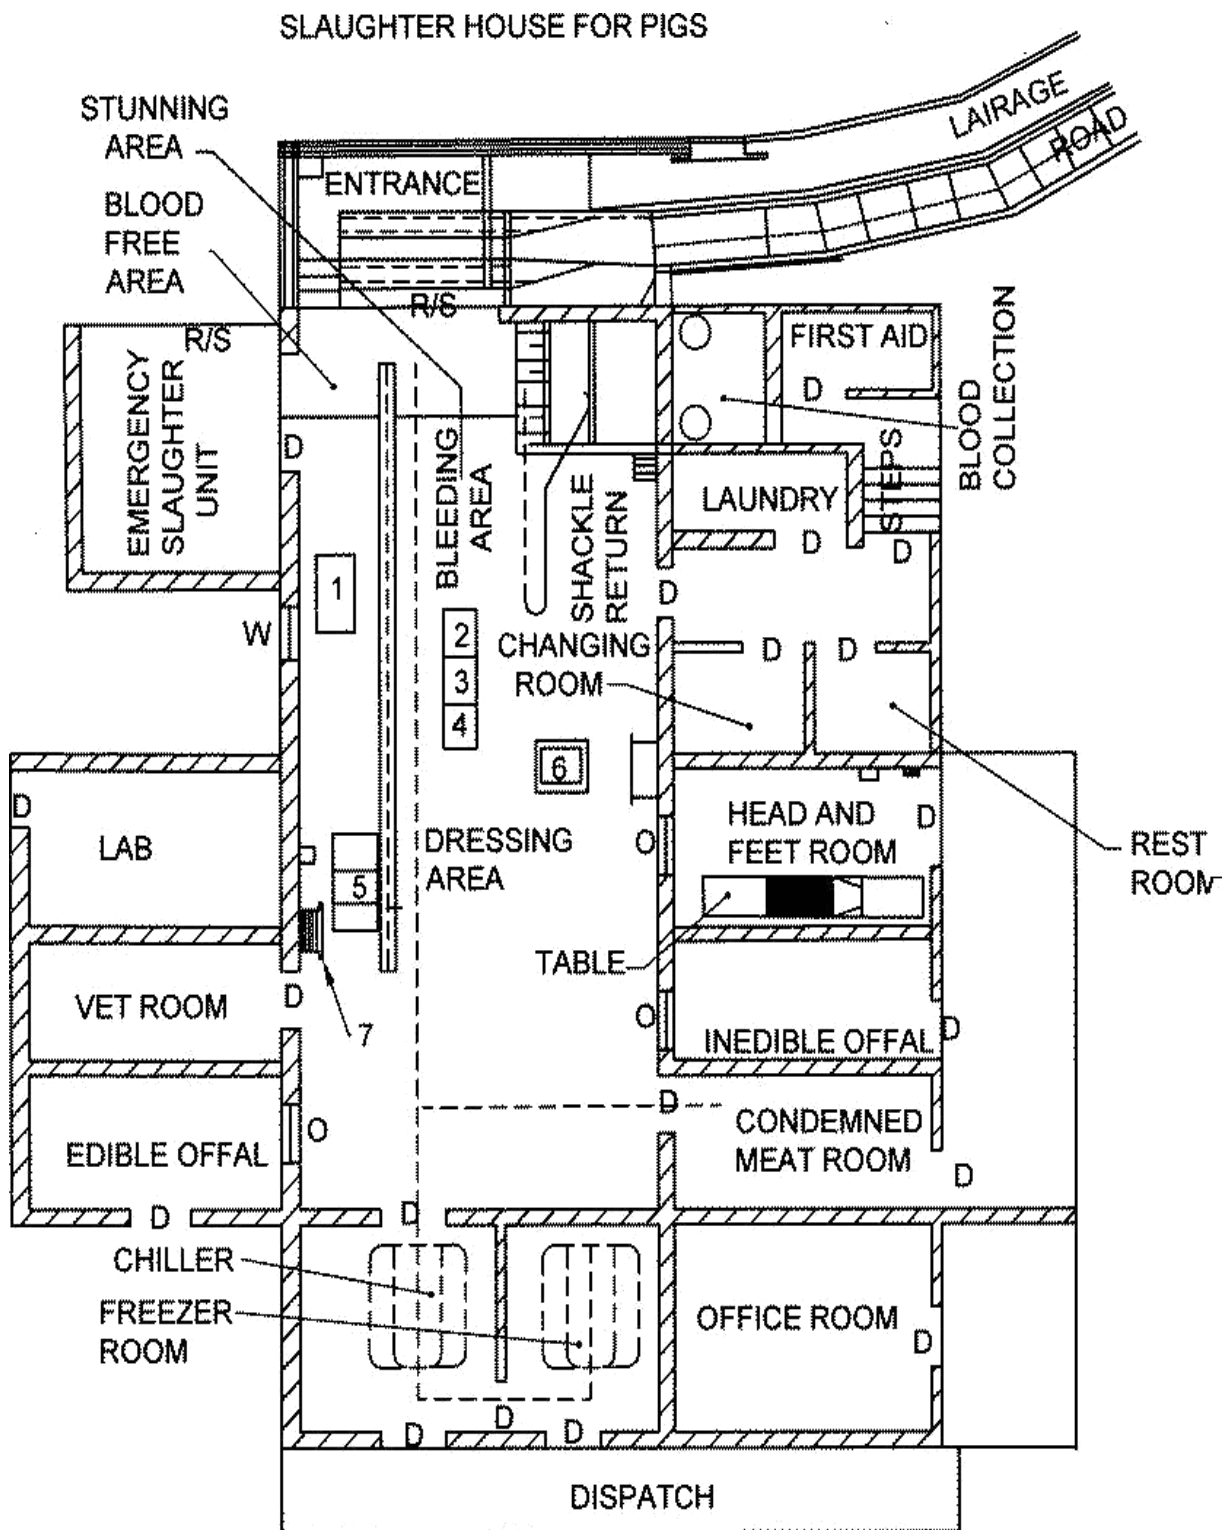 SLAUGHTER HOUSE FOR PIGS
STUNNING
AREA
BLOOD
FREE
AREA
ENTRANCE
LAIRAGE
ROAD
R/S
R/S
EMERGENCY
SLAUGHTER
UNIT
D
BLEEDING
AREA
SHACKLE
RETURN
FIRST AID
D
BLOOD
COLLECTION
STEPS
LAUNDRY
D
D
D
1
W
2
3
4
CHANGING
ROOM
D
D
6
D
LAB
5
DRESSING
AREA
O
HEAD AND
FEET ROOM
D
REST
ROOM
TABLE
VET ROOM
D
7
O
INEDIBLE OFFAL
D
EDIBLE OFFAL
O
D
CONDEMNED
MEAT ROOM
D
D
D
CHILLER
FREEZER
ROOM
OFFICE ROOM
D
D
D
D
DISPATCH